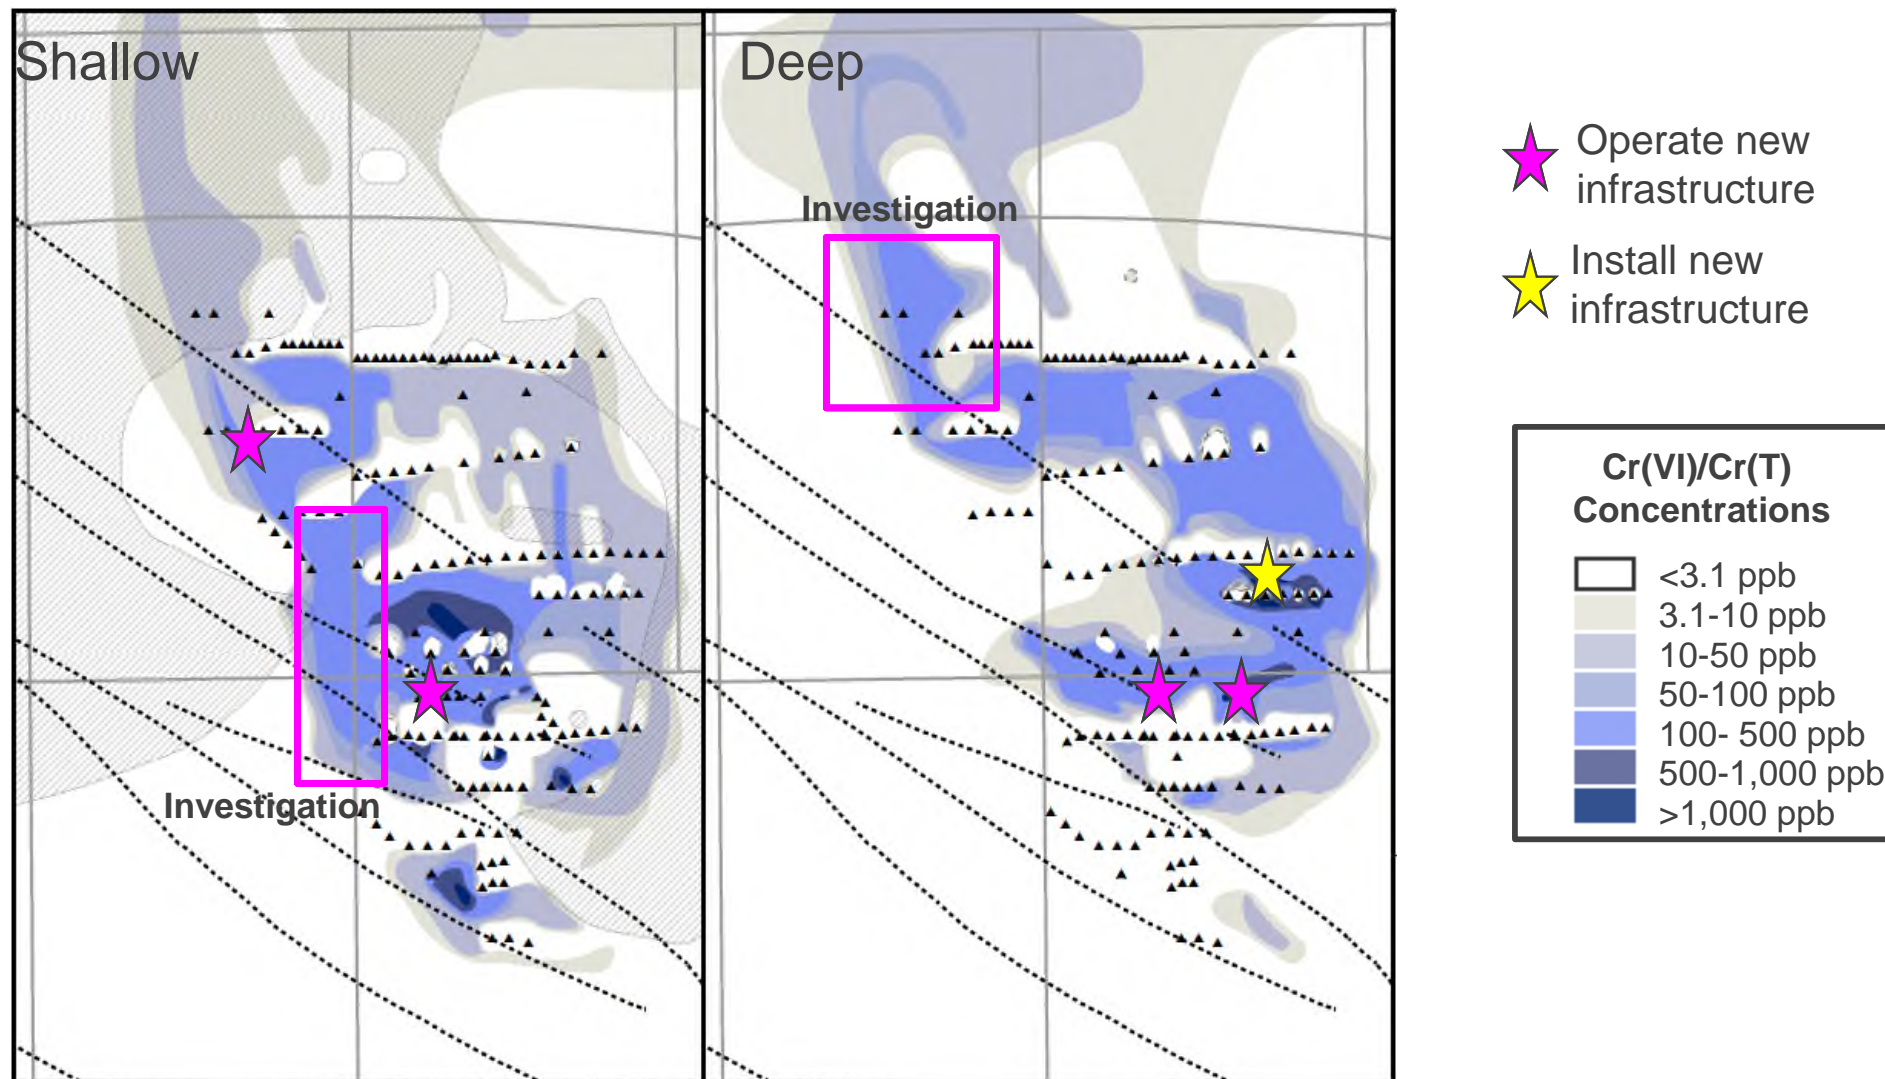 Shallow
Deep
Investigation
Investigation
Operate new
infrastructure
Install new
infrastructure
Cr(VI)/Cr(T)
Concentrations
<3.1 ppb
3.1-10 ppb
10-50 ppb
50-100 ppb
100- 500 ppb
500-1,000 ppb
>1,000 ppb